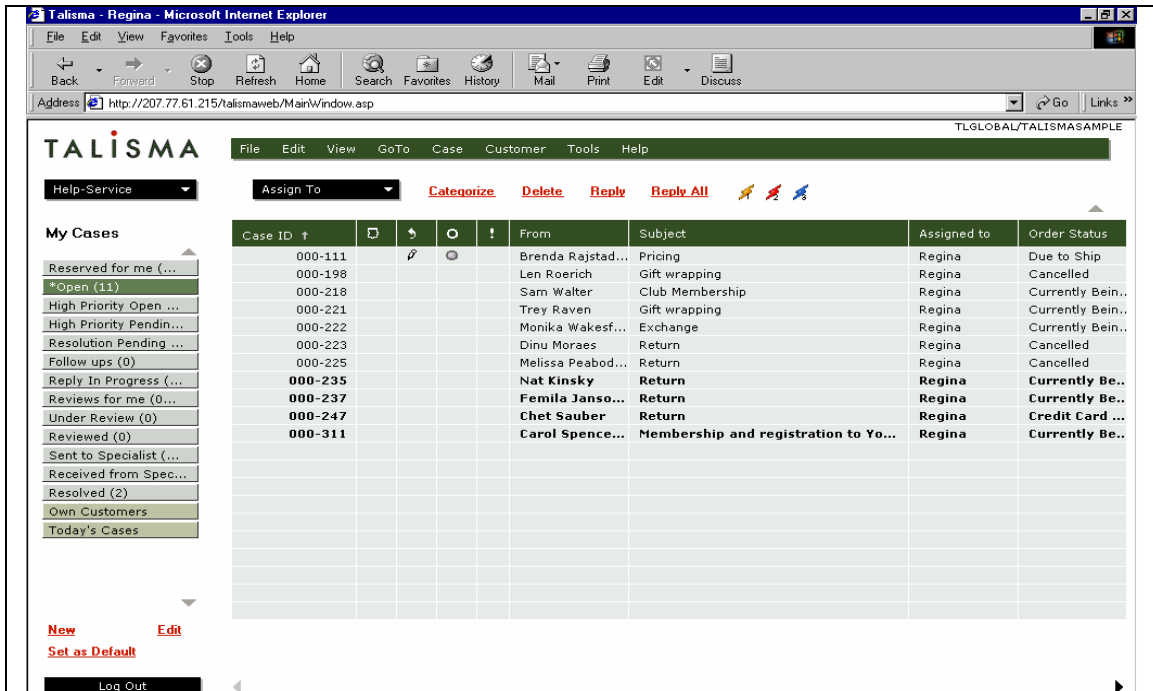 Talisma - Regina - Microsoft Internet Explorer
File Edit View Favorites Tools Help
Back Forward Stop Refresh Home Search Favorites History Mail Print Edit Discuss
Address http://207.77.61.215/talismaweb/MainWindow.asp Go Links »
TLGLOBAL/TALISMASAMPLE
TALISMA
File Edit View GoTo Case Customer Tools Help
Help-Service Assign To Categorize Delete Reply Reply All
My Cases
Reserved for me (...
*Open (11)
High Priority Open ...
High Priority Pendin...
Resolution Pending ...
Follow ups (0)
Reply In Progress (...
Reviews for me (0...
Under Review (0)
Reviewed (0)
Sent to Specialist (...
Received from Spec...
Resolved (2)
Own Customers
Today's Cases
New Edit
Set as Default
Log Out
Case ID ↑ ! From Subject Assigned to Order Status
000-111 Brenda Rajstad... Pricing Regina Due to Ship
000-198 Len Roerich Gift wrapping Regina Cancelled
000-218 Sam Walter Club Membership Regina Currently Bein..
000-221 Trey Raven Gift wrapping Regina Currently Bein..
000-222 Monika Wakesf... Exchange Regina Currently Bein..
000-223 Dinu Moraes Return Regina Cancelled
000-225 Melissa Peabod... Return Regina Cancelled
000-235 Nat Kinsky Return Regina Currently Be..
000-237 Femila Janso... Return Regina Currently Be..
000-247 Chet Sauber Return Regina Credit Card ...
000-311 Carol Spence... Membership and registration to Yo... Regina Currently Be..